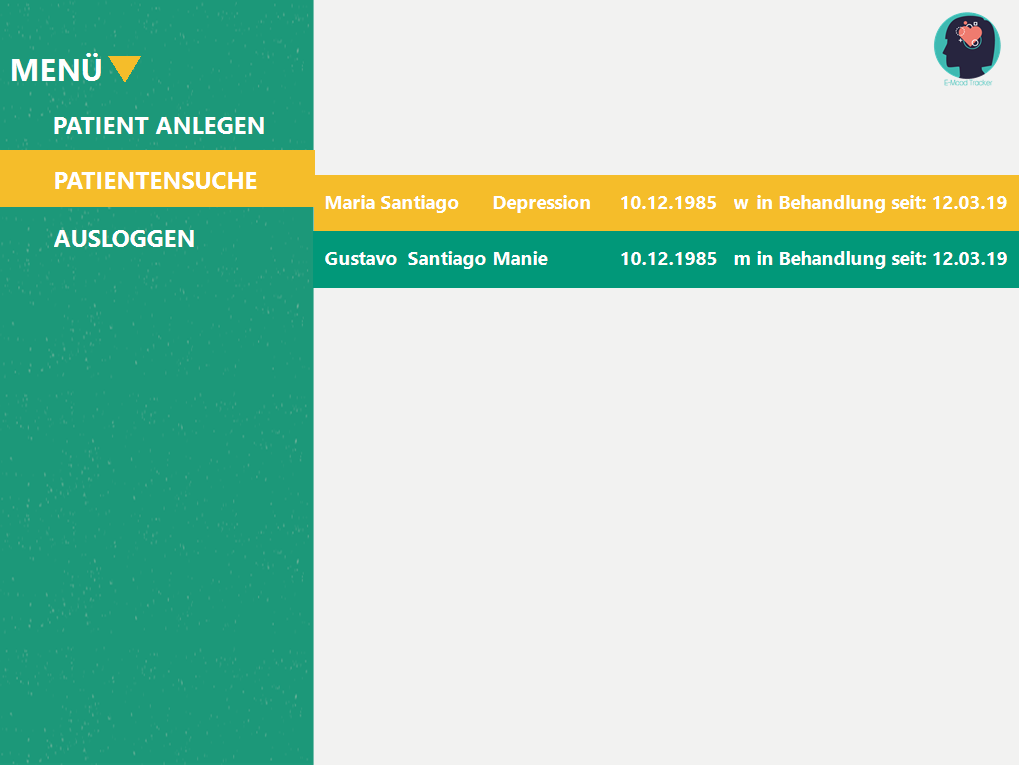 MENÜ
PATIENT ANLEGEN
PATIENTENSUCHE
AUSLOGGEN
E-Mood Tracker
Maria Santiago Depression 10.12.1985 w in Behandlung seit: 12.03.19
Gustavo Santiago Manie 10.12.1985 m in Behandlung seit: 12.03.19